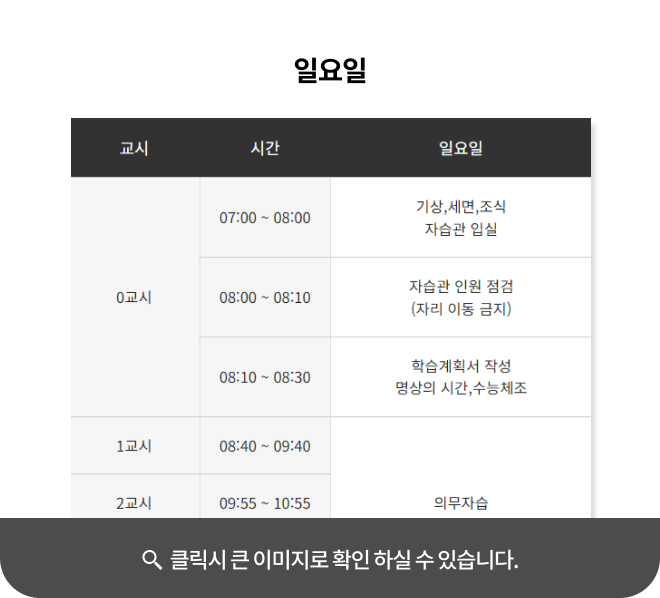 일요일
교시 시간 일요일
0교시
07:00 ~ 08:00
기상,세면,조식
자습관 입실
08:00 ~ 08:10
자습관 인원 점검
(자리 이동 금지)
08:10 ~ 08:30
학습계획서 작성
명상의 시간,수능체조
1교시 08:40 ~ 09:40
2교시 09:55 ~ 10:55 의무자습
클릭시 큰 이미지로 확인 하실 수 있습니다.